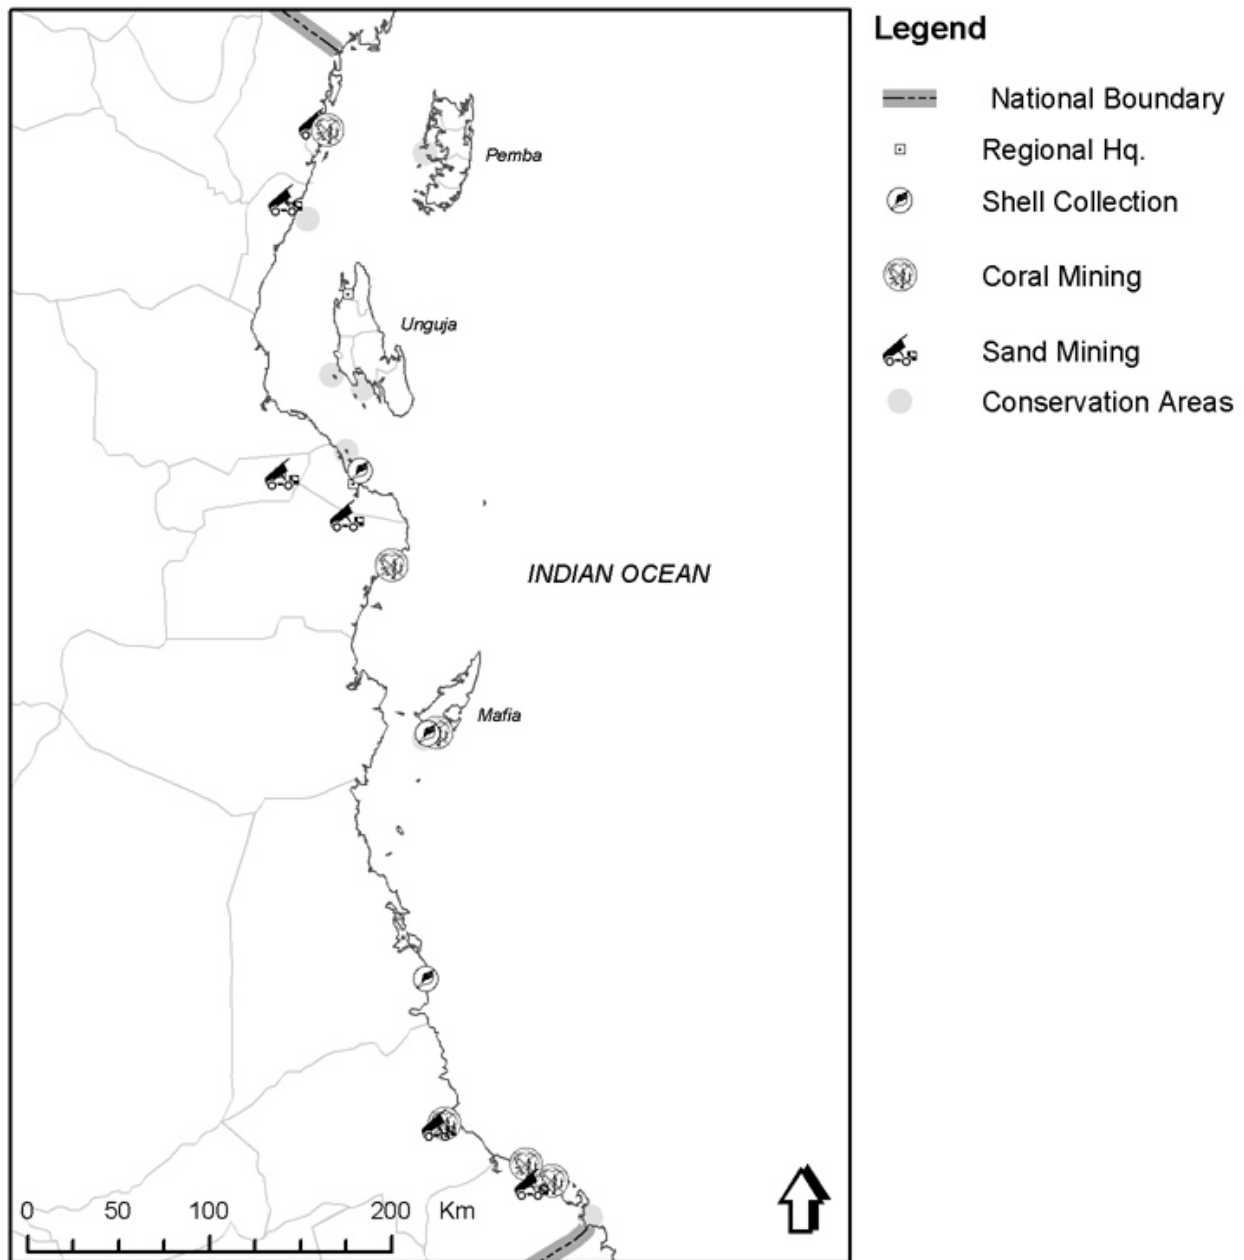 Legend
National Boundary
Regional Hq.
Shell Collection
Coral Mining
Sand Mining
Conservation Areas
Pemba
Unguja
INDIAN OCEAN
Mafia
0 50 100 200 Km